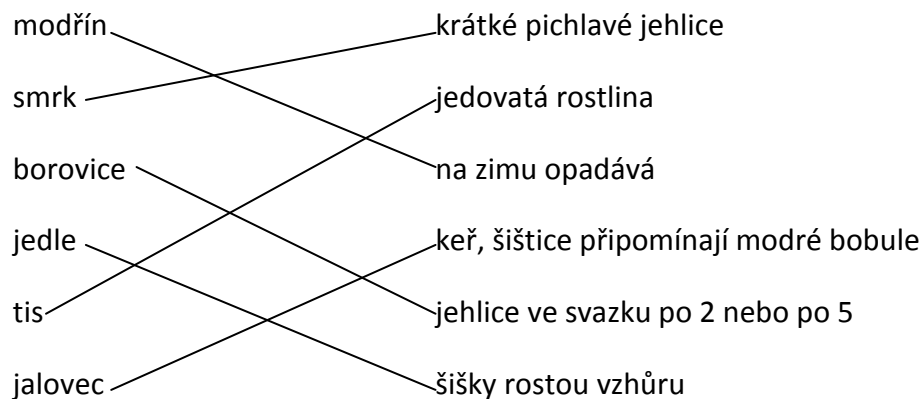 modřín krátké pichlavé jehlice
smrk jedovatá rostlina
borovice na zimu opadává
jedle keř, šištice připomínají modré bobule
tis jehlice ve svazku po 2 nebo po 5
jalovec šišky rostou vzhůru